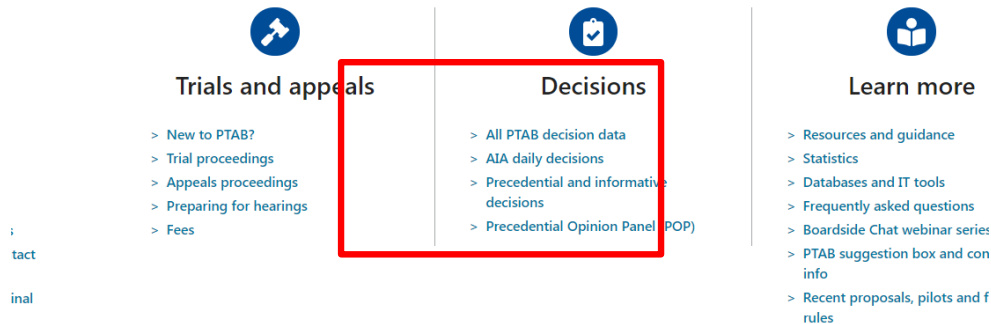 Trials and appeals
> New to PTAB?
> Trial proceedings
> Appeals proceedings
> Preparing for hearings
> Fees
Decisions
> All PTAB decision data
> AIA daily decisions
> Precedential and informative
decisions
> Precedential Opinion Panel (POP)
Learn more
> Resources and guidance
> Statistics
> Databases and IT tools
> Frequently asked questions
> Boardside Chat webinar series
> PTAB suggestion box and con
info
> Recent proposals, pilots and f
rules
s
tact
inal